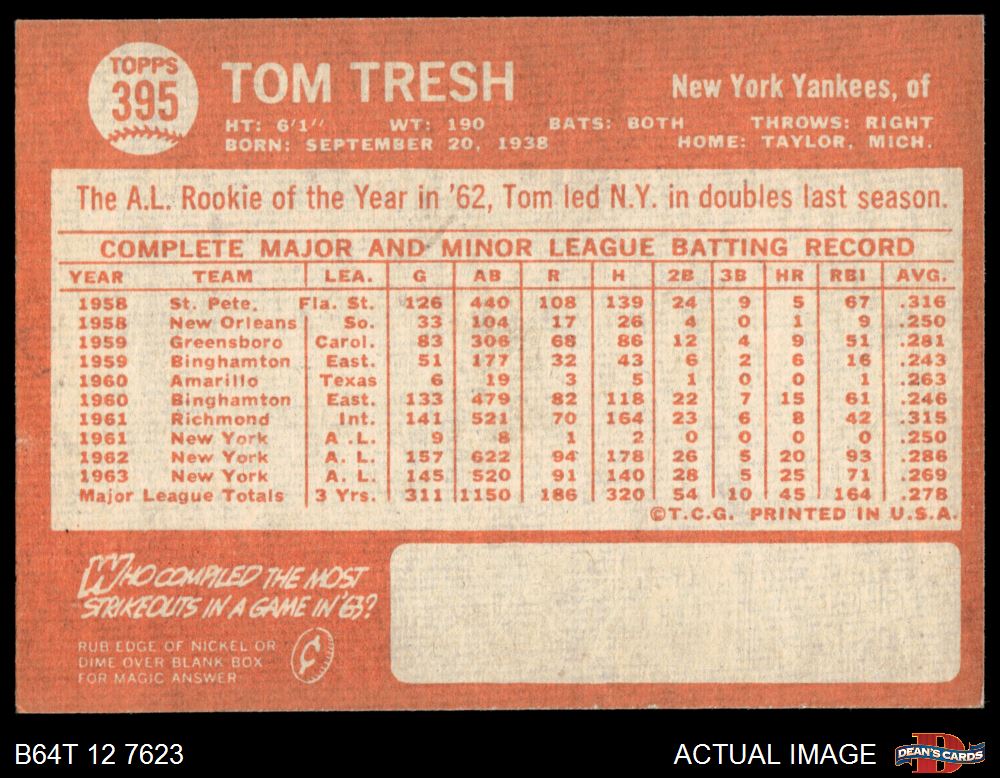 TOPPS
395
TOM TRESH
New York Yankees, of
HT: 6'1" WT: 190 BATS: BOTH THROWS: RIGHT
BORN: SEPTEMBER 20, 1938 HOME: TAYLOR, MICH.
The A.L. Rookie of the Year in '62, Tom led N.Y. in doubles last season.
COMPLETE MAJOR AND MINOR LEAGUE BATTING RECORD
YEAR TEAM LEA. G AB R H 2B 3B HR RBI AVG.
1958 St. Pete. Fla. St. 126 440 108 139 24 9 5 67 .316
1958 New Orleans So. 33 104 17 26 4 0 1 9 .250
1959 Greensboro Carol. 83 306 68 86 12 4 9 51 .281
1959 Binghamton East. 51 177 32 43 6 2 6 16 .243
1960 Amarillo Texas 6 19 3 5 1 0 0 1 .263
1960 Binghamton East. 133 479 82 118 22 7 15 61 .246
1961 Richmond Int. 141 521 70 164 23 6 8 42 .315
1961 New York A .L. 9 8 1 2 0 0 0 0 .250
1962 New York A. L. 157 622 94 178 26 5 20 93 .286
1963 New York A. L. 145 520 91 140 28 5 25 71 .269
Major League Totals 3 Yrs. 311 1150 186 320 54 10 45 164 .278
©T.C.G. PRINTED IN U.S.A.
WHO COMPILED THE MOST
STRIKEOUTS IN A GAME IN '63?
RUB EDGE OF NICKEL OR
DIME OVER BLANK BOX
FOR MAGIC ANSWER
¢
B64T 12 7623
ACTUAL IMAGE
D
DEAN'S CARDS